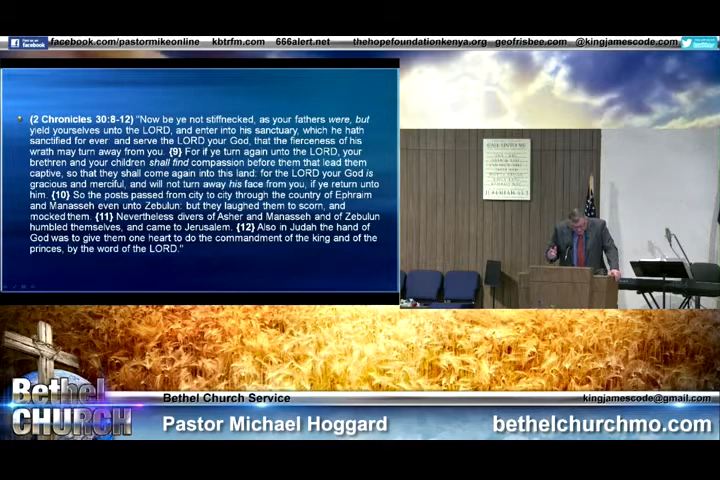 Find us on facebook facebook.com/pastormikeonline kbtrfm.com 666alert.net thehopefoundationkenya.org geofrisbee.com @kingjamescode.com
(2 Chronicles 30:8-12) "Now be ye not stiffnecked, as your fathers were, but
yield yourselves unto the LORD, and enter into his sanctuary, which he hath
sanctified for ever and serve the LORD your God, that the fierceness of his
wrath may turn away from you. {9} For if ye turn again unto the LORD, your
brethren and your children shall find compassion before them that lead them
captive, so that they shall come again into this land: for the LORD your God is
gracious and merciful, and will not turn away his face from you, if ye return unto
him. {10} So the posts passed from city to city through the country of Ephraim
and Manasseh even unto Zebulun: but they laughed them to scorn, and
mocked them. {11} Nevertheless divers of Asher and Manasseh and of Zebulun
humbled themselves, and came to Jerusalem. {12} Also in Judah the hand of
God was to give them one heart to do the commandment of the king and of the
princes, by the word of the LORD."
Bethel
CHURCH
Bethel Church Service
kingjamescode@gmail.com
Pastor Michael Hoggard
bethelchurchmo.com